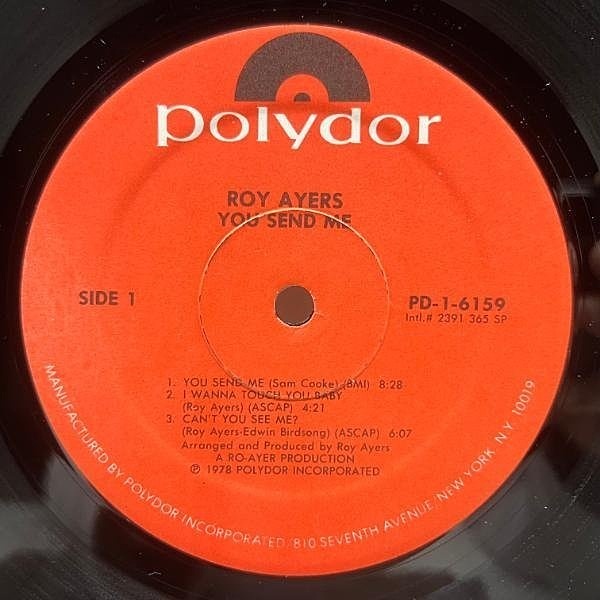 polydor
ROY AYERS
YOU SEND ME
SIDE 1
PD-1-6159
Intl.# 2391 365 SP
1. YOU SEND ME (Sam Cooke) (BMI) 8:28
2. I WANNA TOUCH YOU BABY
(Roy Ayers) (ASCAP) 4:21
3. CAN'T YOU SEE ME?
(Roy Ayers-Edwin Birdsong) (ASCAP) 6:07
Arranged and Produced by Roy Ayers
A RO-AYER PRODUCTION
℗ 1978 POLYDOR INCORPORATED
MANUFACTURED BY POLYDOR INCORPORATED/810 SEVENTH AVENUE/NEW YORK, N.Y. 10019